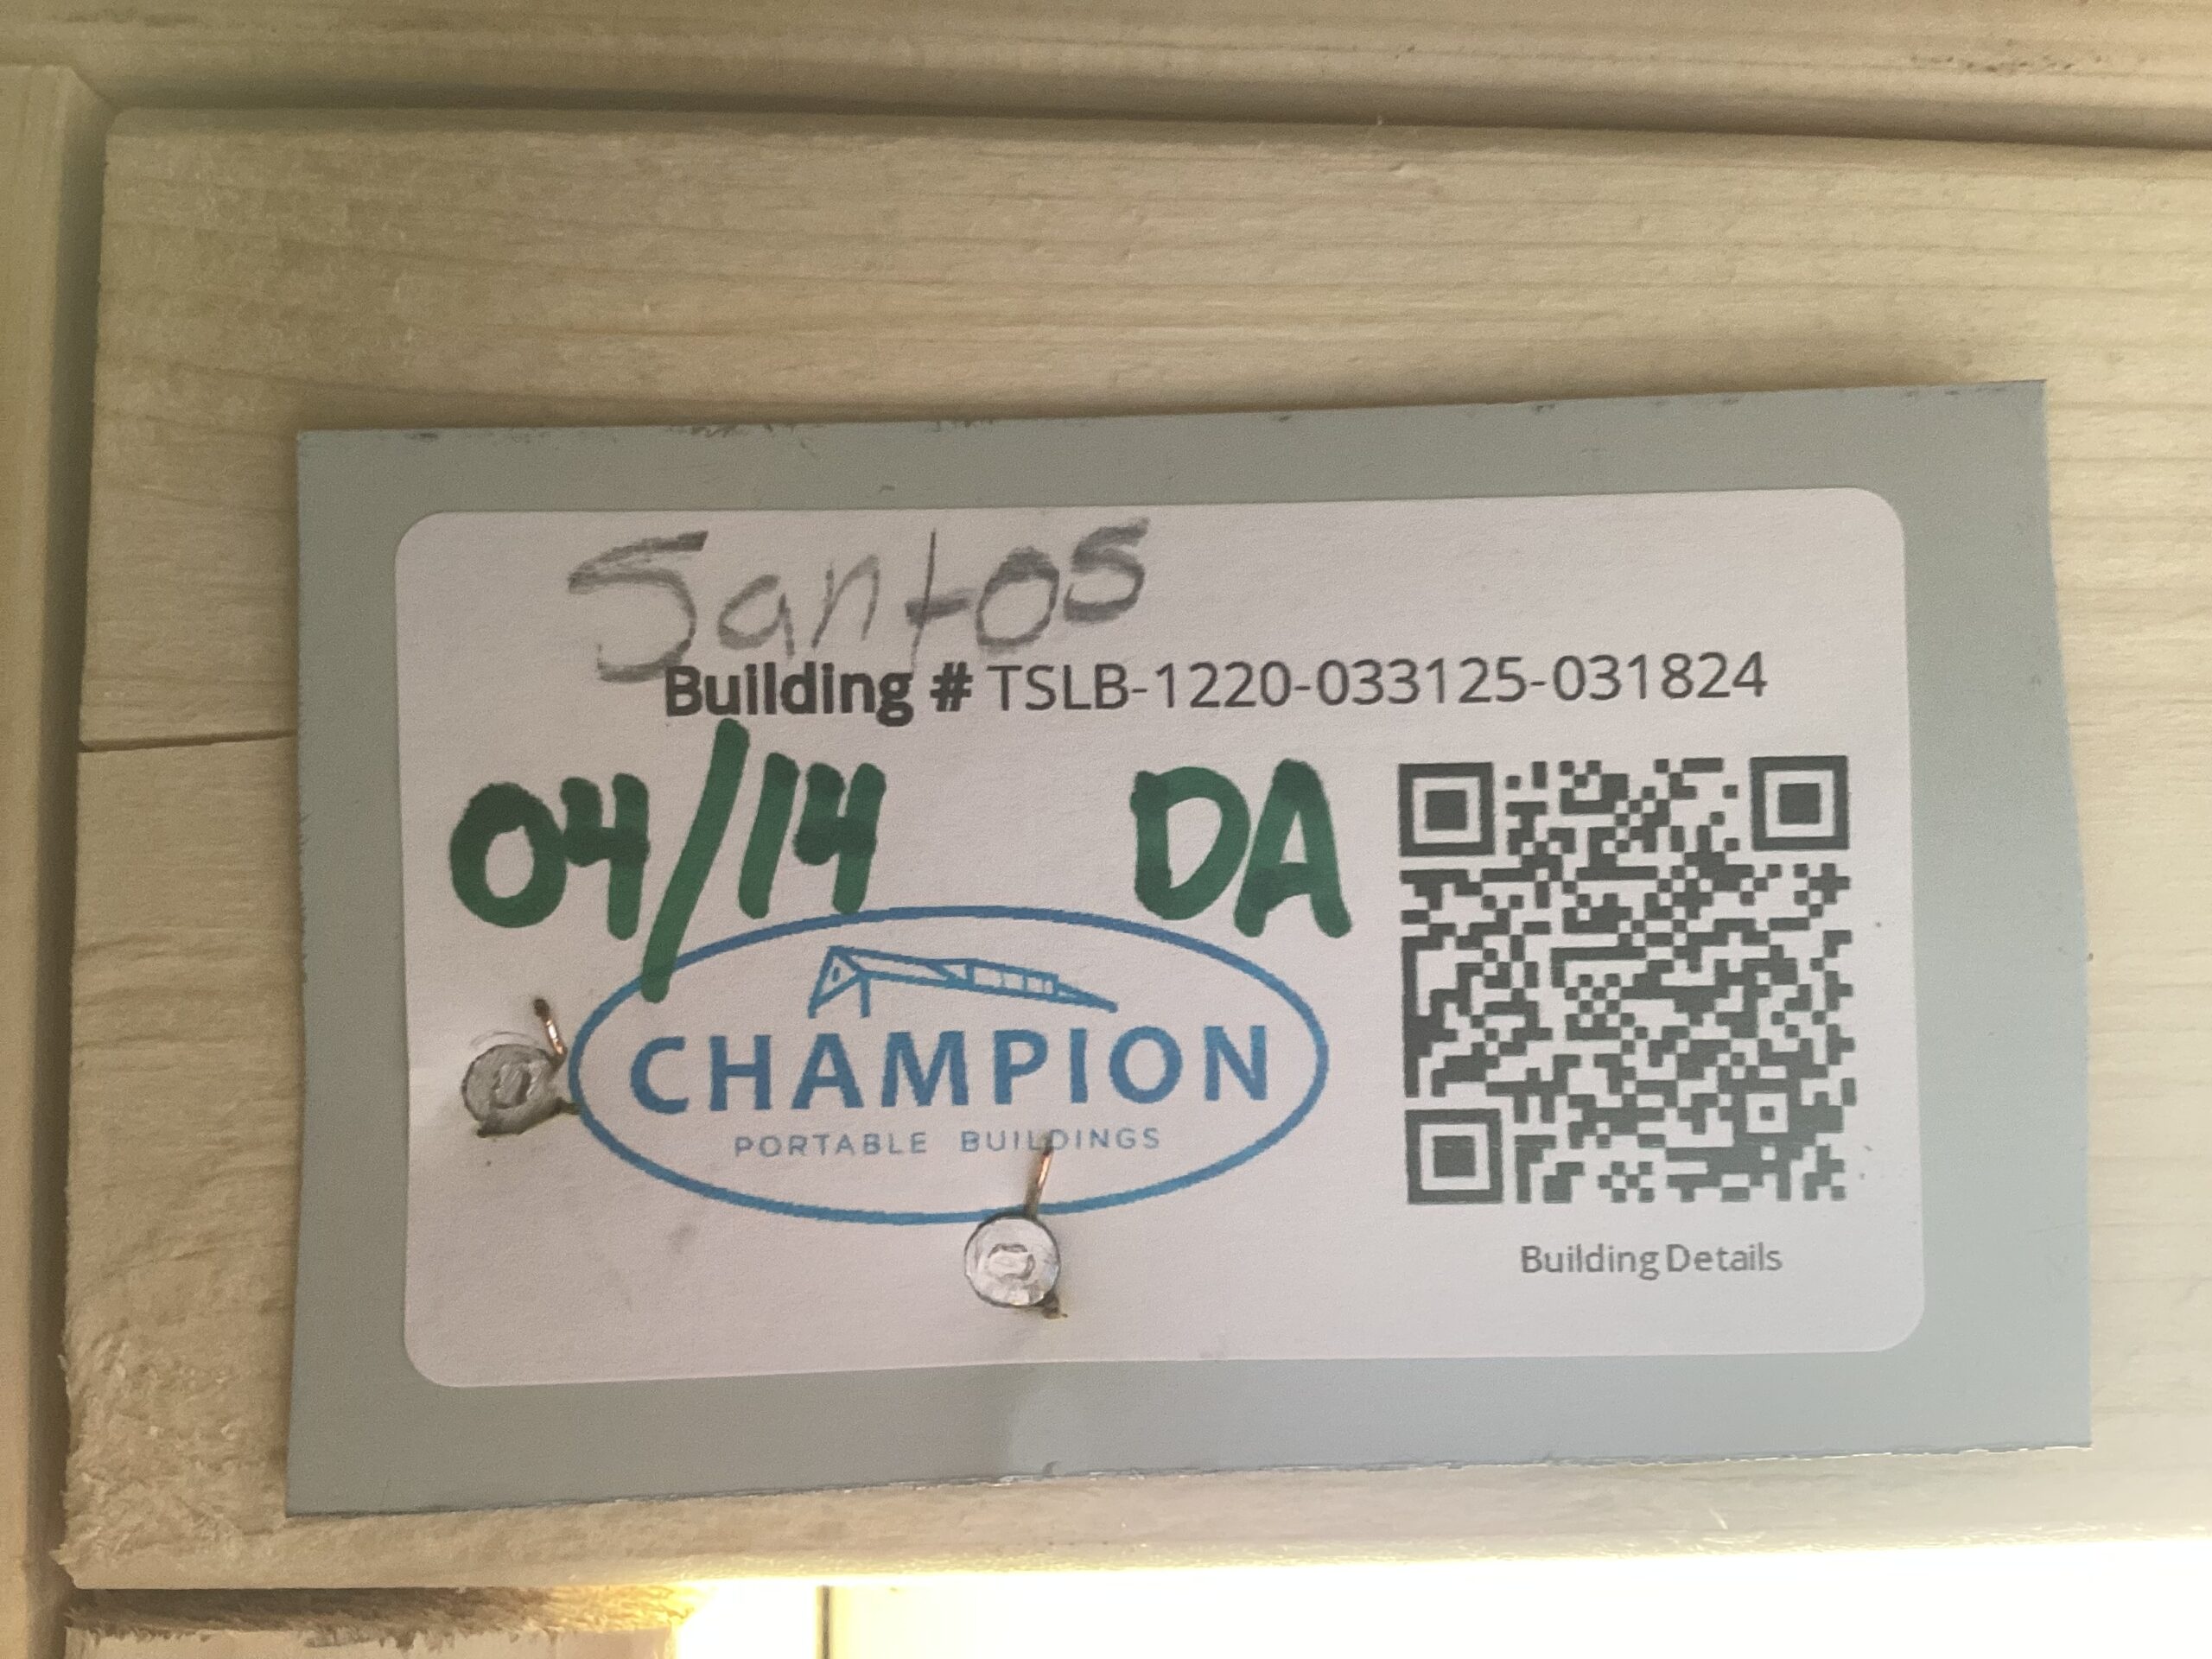 Santos
Building # TSLB-1220-033125-031824
04/14 DA
CHAMPION
PORTABLE BUILDINGS
Building Details